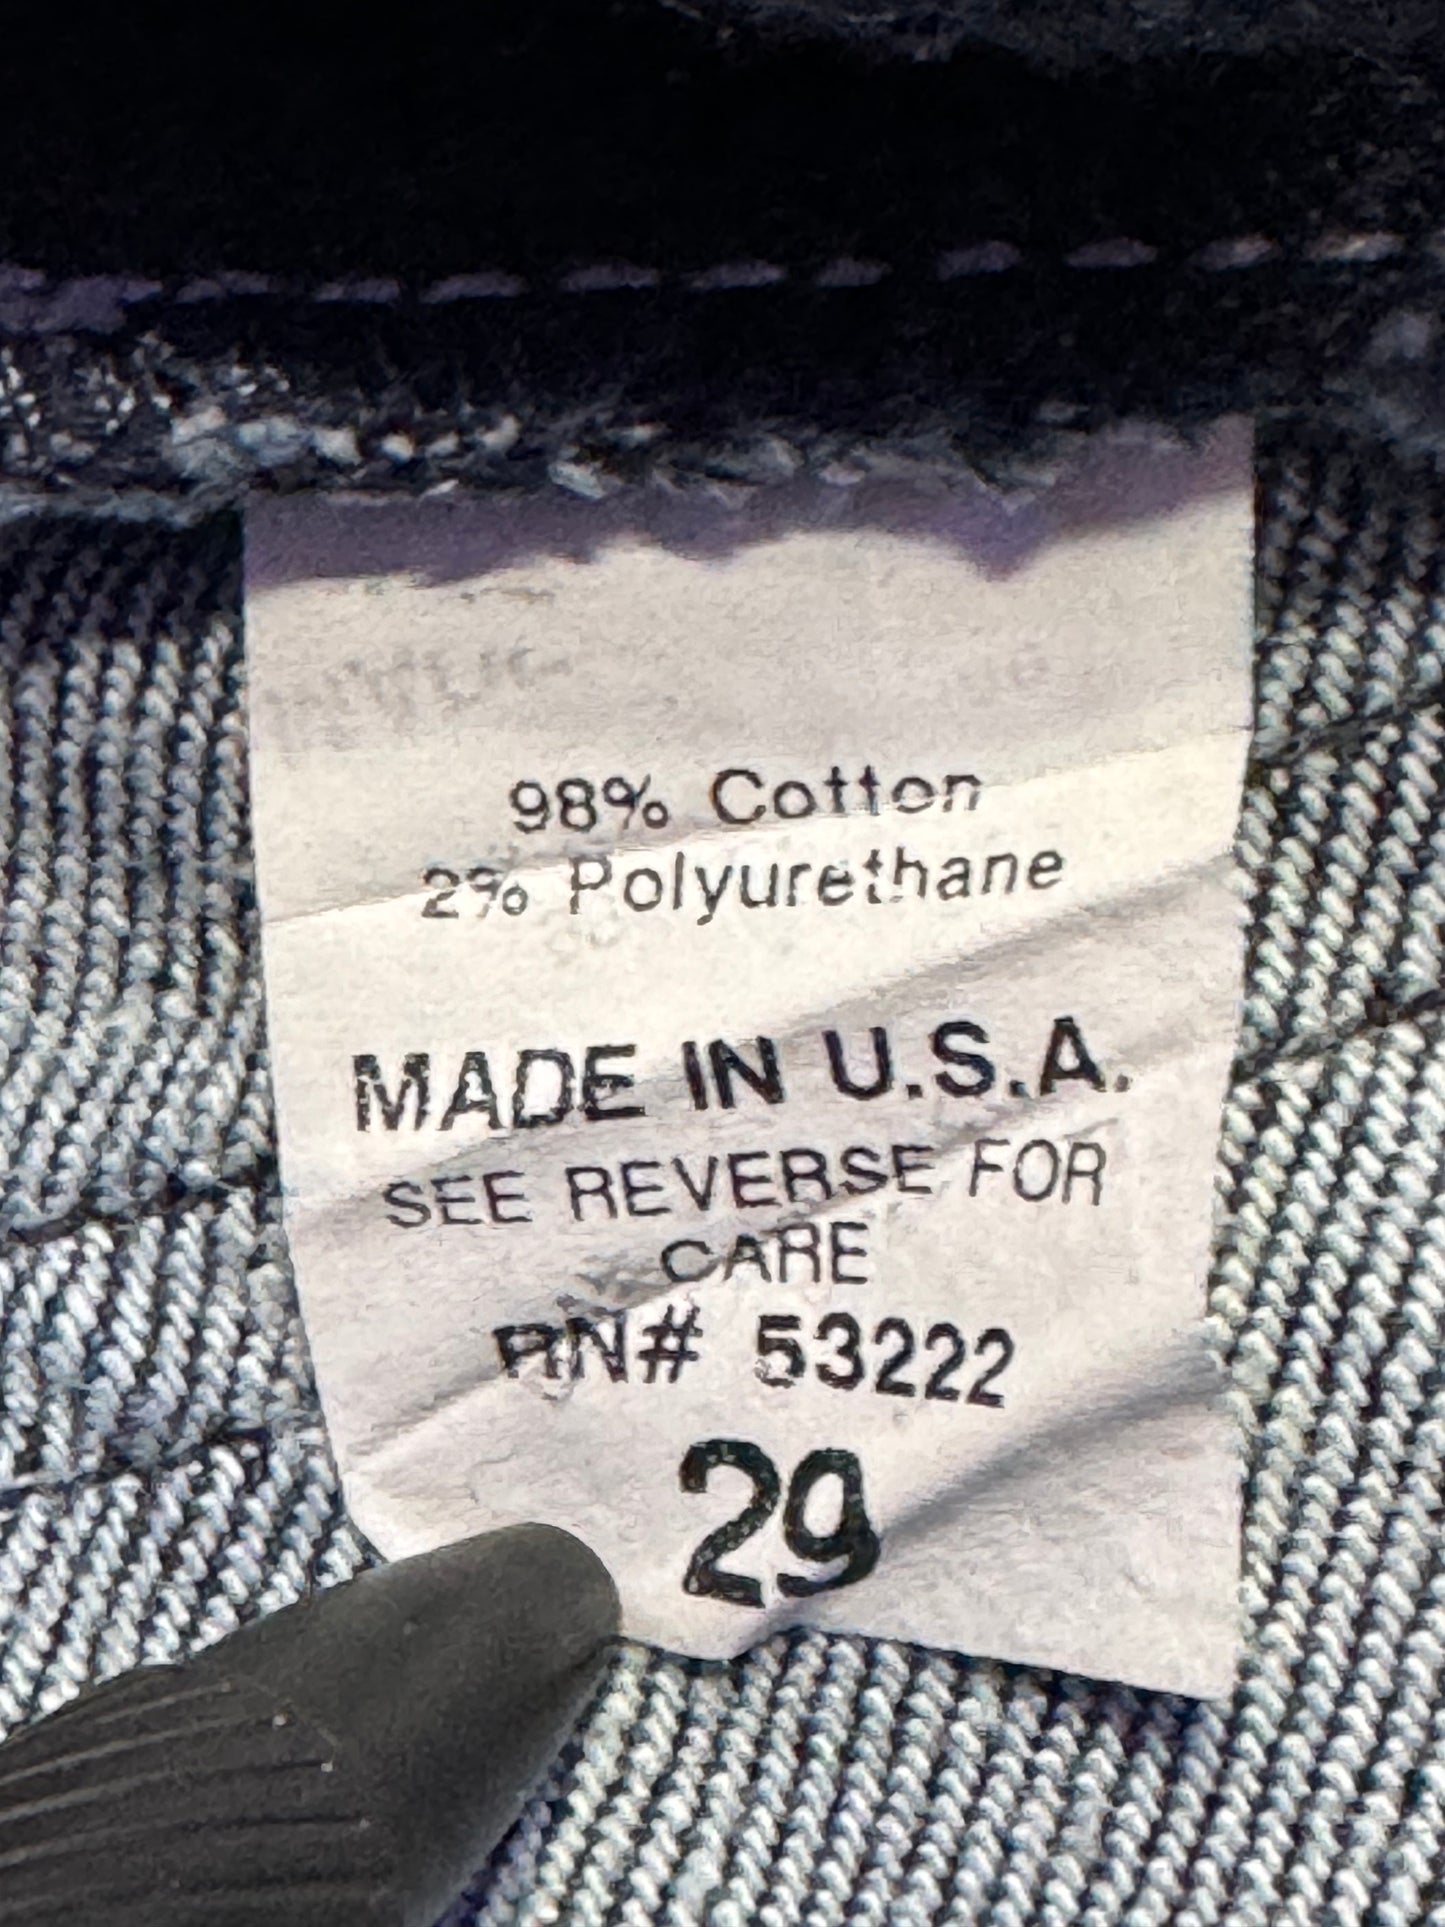 98% Cotton
2% Polyurethane
MADE IN U.S.A.
SEE REVERSE FOR
CARE
RN# 53222
29